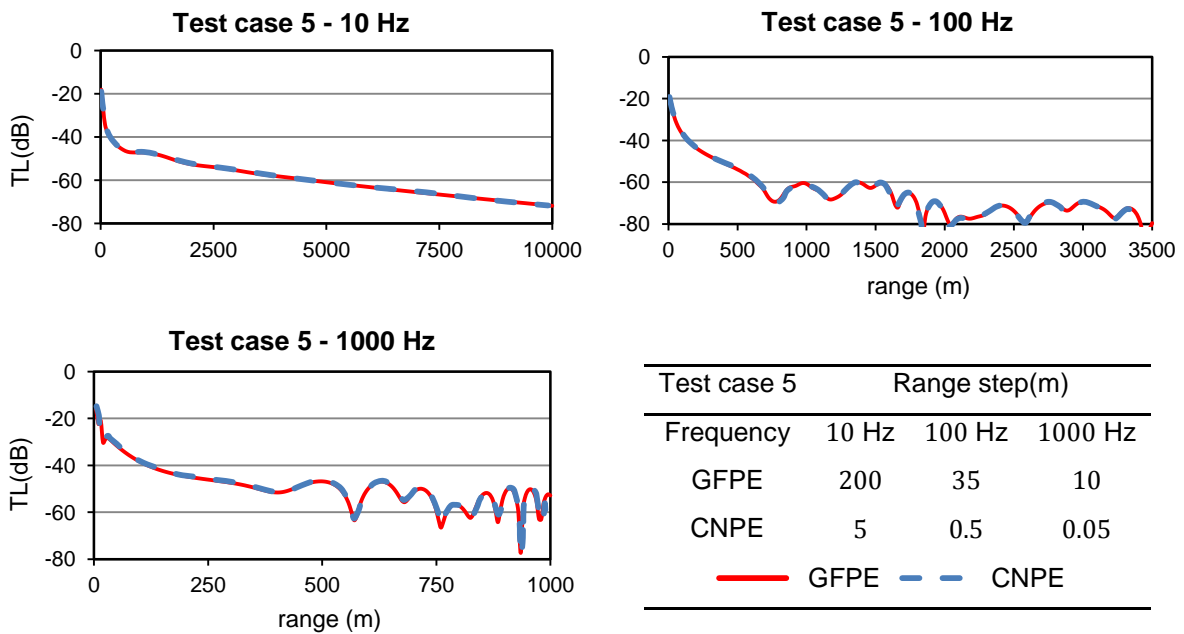 Test case 5 - 10 Hz
0
-20
-40
-60
-80
TL(dB)
0 2500 5000 7500 10000
Test case 5 - 100 Hz
0
-20
-40
-60
-80
0 500 1000 1500 2000 2500 3000 3500
range (m)
Test case 5 - 1000 Hz
0
-20
-40
-60
-80
TL(dB)
0 250 500 750 1000
range (m)
Test case 5 Range step(m)
Frequency 10 Hz 100 Hz 1000 Hz
GFPE 200 35 10
CNPE 5 0.5 0.05
GFPE CNPE